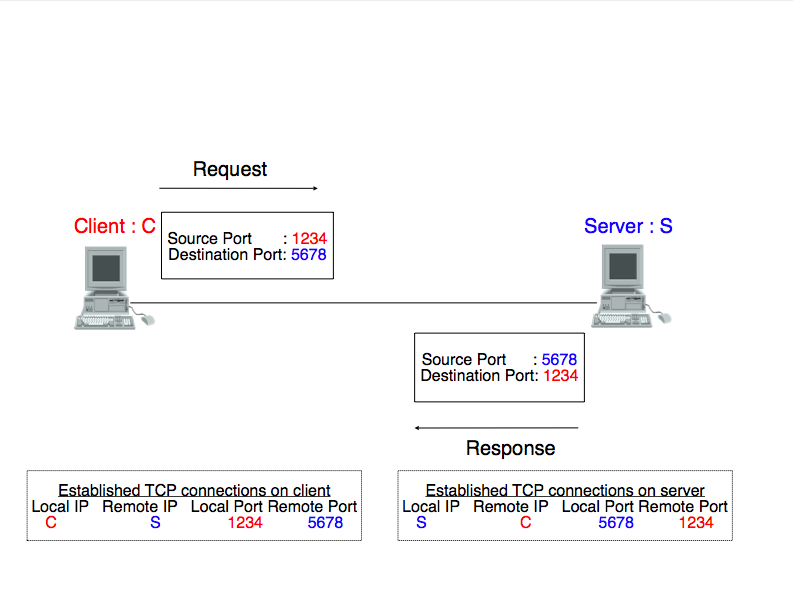 Request
Client : C
Source Port : 1234
Destination Port: 5678
Server : S
Source Port : 5678
Destination Port: 1234
Response
Established TCP connections on client
Local IP Remote IP Local Port Remote Port
C S 1234 5678
Established TCP connections on server
Local IP Remote IP Local Port Remote Port
S C 5678 1234